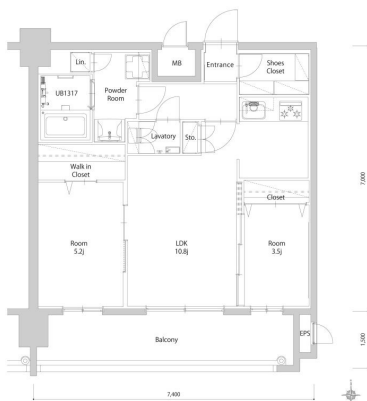 Lin.
MB
Entrance
Shoes
Closet
UB1317
Powder
Room
Lavatory
Sto.
Walk in
Closet
Closet
7,000
Room
5.2j
LDK
10.8j
Room
3.5j
Balcony
EPS
1,500
7,400